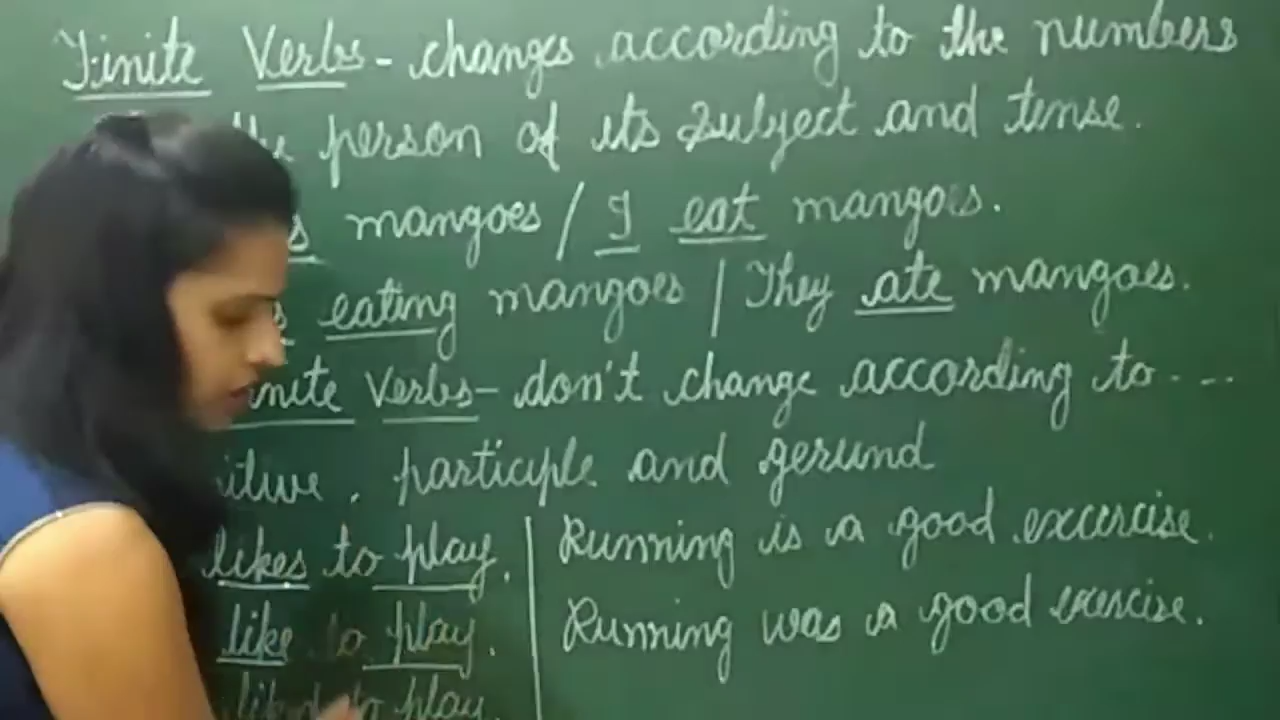 Finite Verbs - changes according to the numbers
person of its subject and tense.
mangoes / I eat mangoes.
eating mangoes / They ate mangoes.
Verbs - don't change according to - --
participle and gerund
likes to play. | Running is a good excercise.
like to play. | Running was a good exercise.
to play.